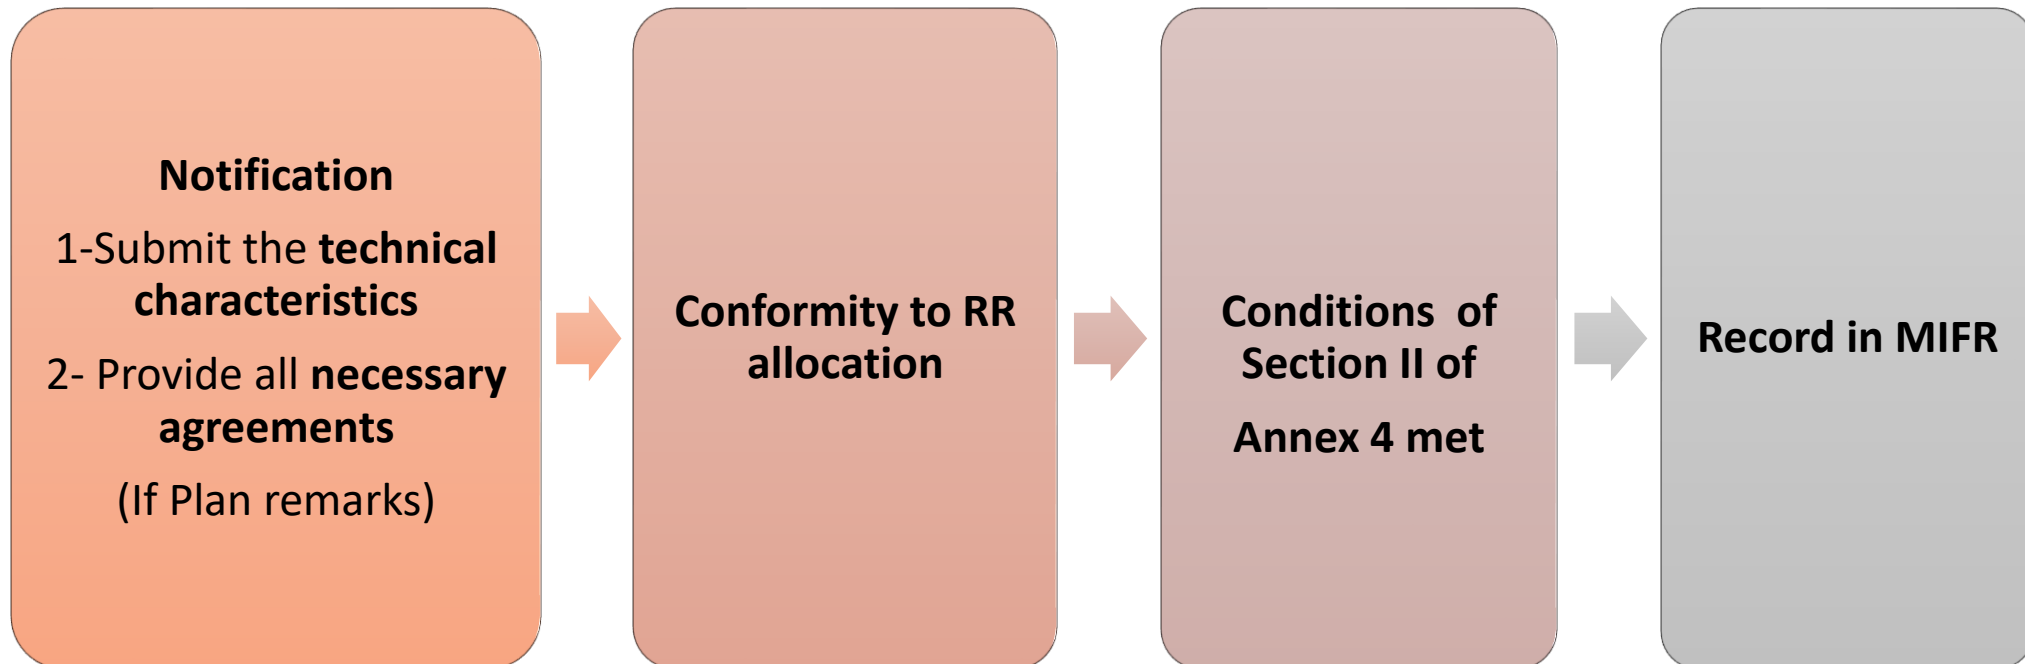 Notification
1-Submit the technical
characteristics
2- Provide all necessary
agreements
(If Plan remarks)
Conformity to RR
allocation
Conditions  of
Section II of
Annex 4 met
Record in MIFR